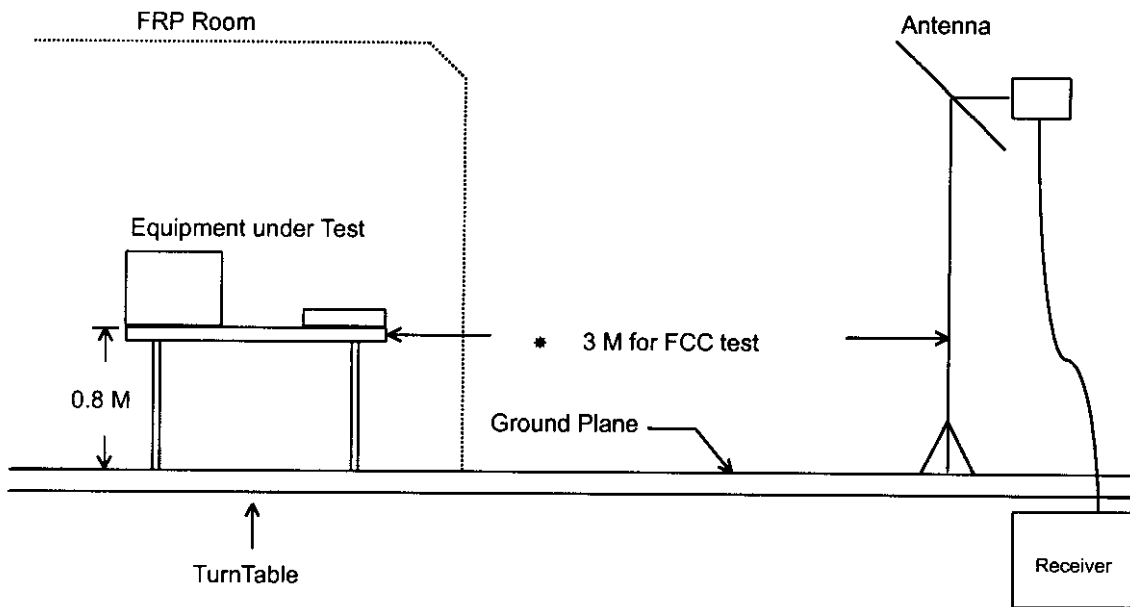 FRP Room
Antenna
Equipment under Test
* 3 M for FCC test
0.8 M
Ground Plane
TurnTable
Receiver